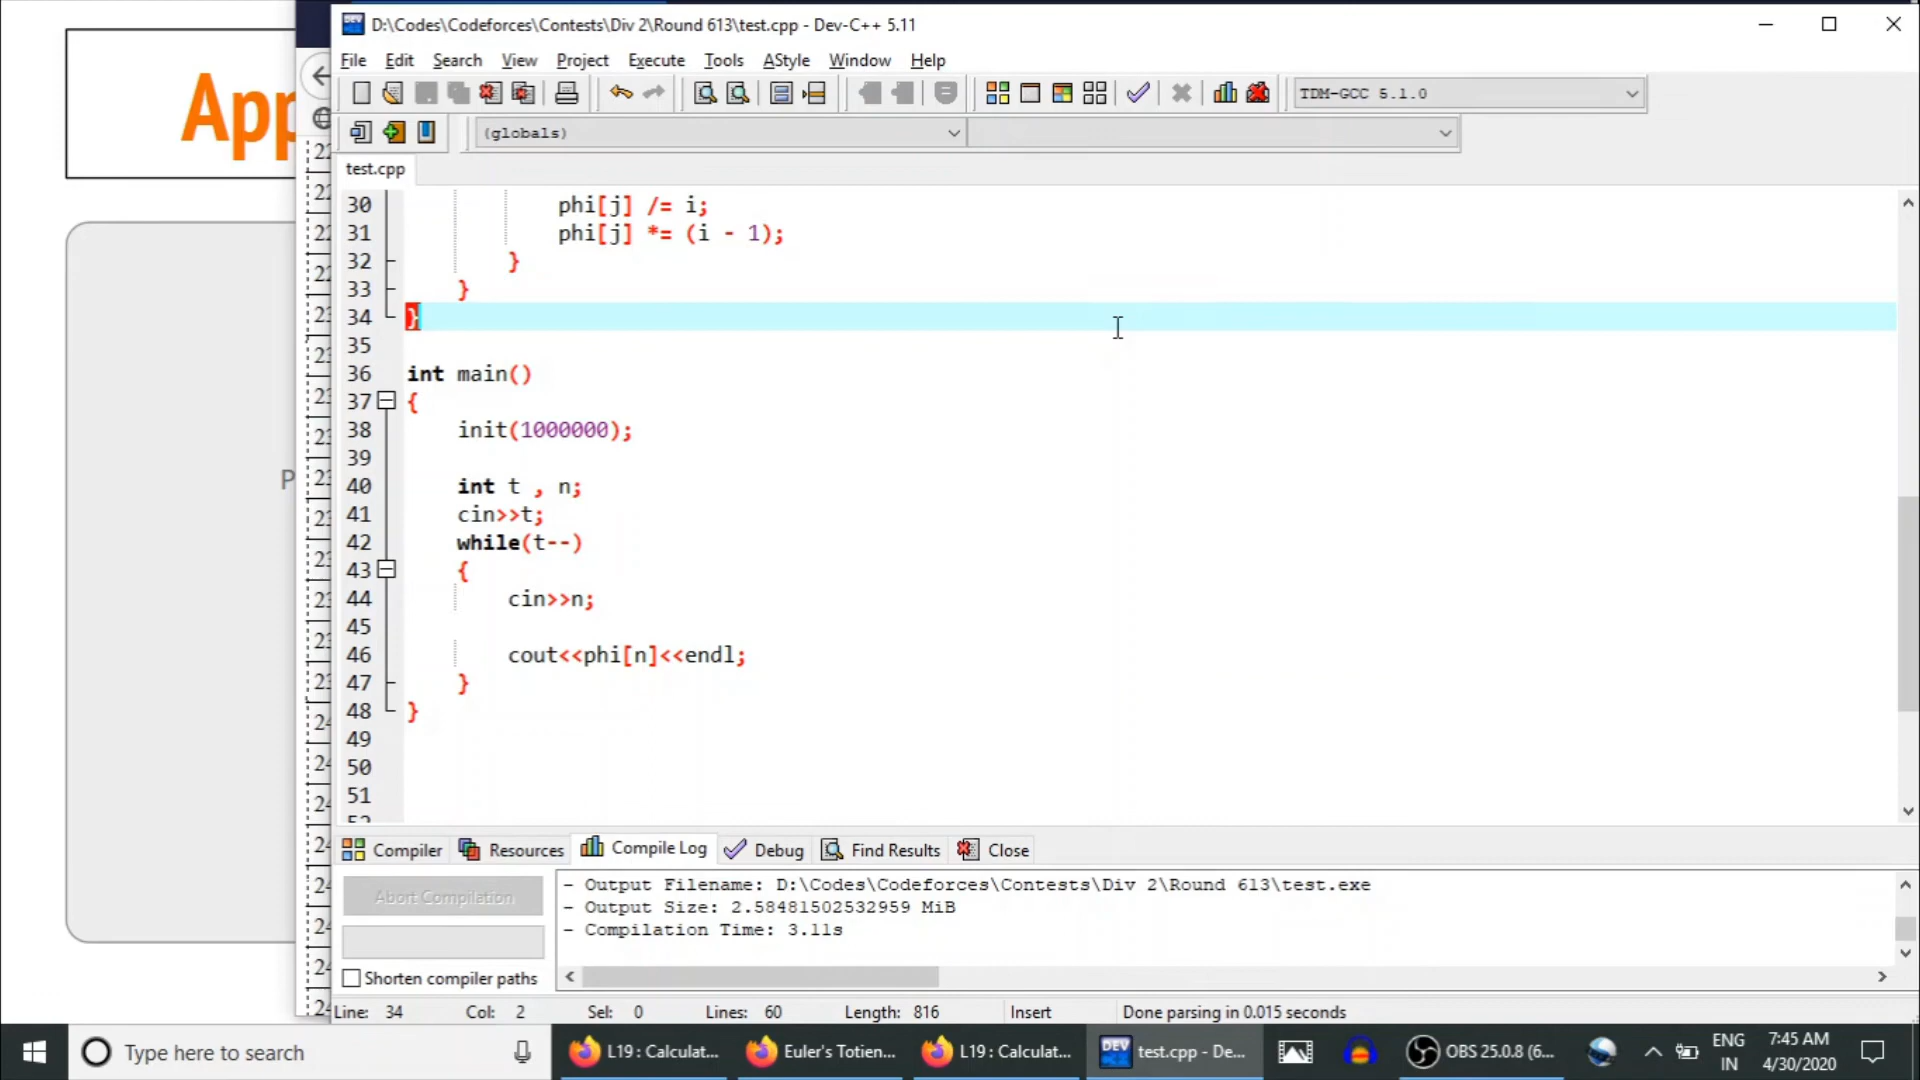 App
P
D:\Codes\Codeforces\Contests\Div 2\Round 613\test.cpp - Dev-C++ 5.11
File Edit Search View Project Execute Tools AStyle Window Help
TDM-GCC 5.1.0
(globals)
test.cpp
30 phi[j] /= i;
31 phi[j] *= (i - 1);
32 }
33 }
34 }
35
36 int main()
37 {
38 init(1000000);
39
40 int t , n;
41 cin>>t;
42 while(t--)
43 {
44 cin>>n;
45
46 cout<<phi[n]<<endl;
47 }
48 }
49
50
51
Compiler Resources Compile Log Debug Find Results Close
Abort Compilation
- Output Filename: D:\Codes\Codeforces\Contests\Div 2\Round 613\test.exe
- Output Size: 2.58481502532959 MiB
- Compilation Time: 3.11s
Shorten compiler paths
Line: 34 Col: 2 Sel: 0 Lines: 60 Length: 816 Insert Done parsing in 0.015 seconds
Type here to search
L19 : Calculat...
Euler's Totien...
L19 : Calculat...
DEV
test.cpp - De...
OBS 25.0.8 (6...
ENG
IN
7:45 AM
4/30/2020